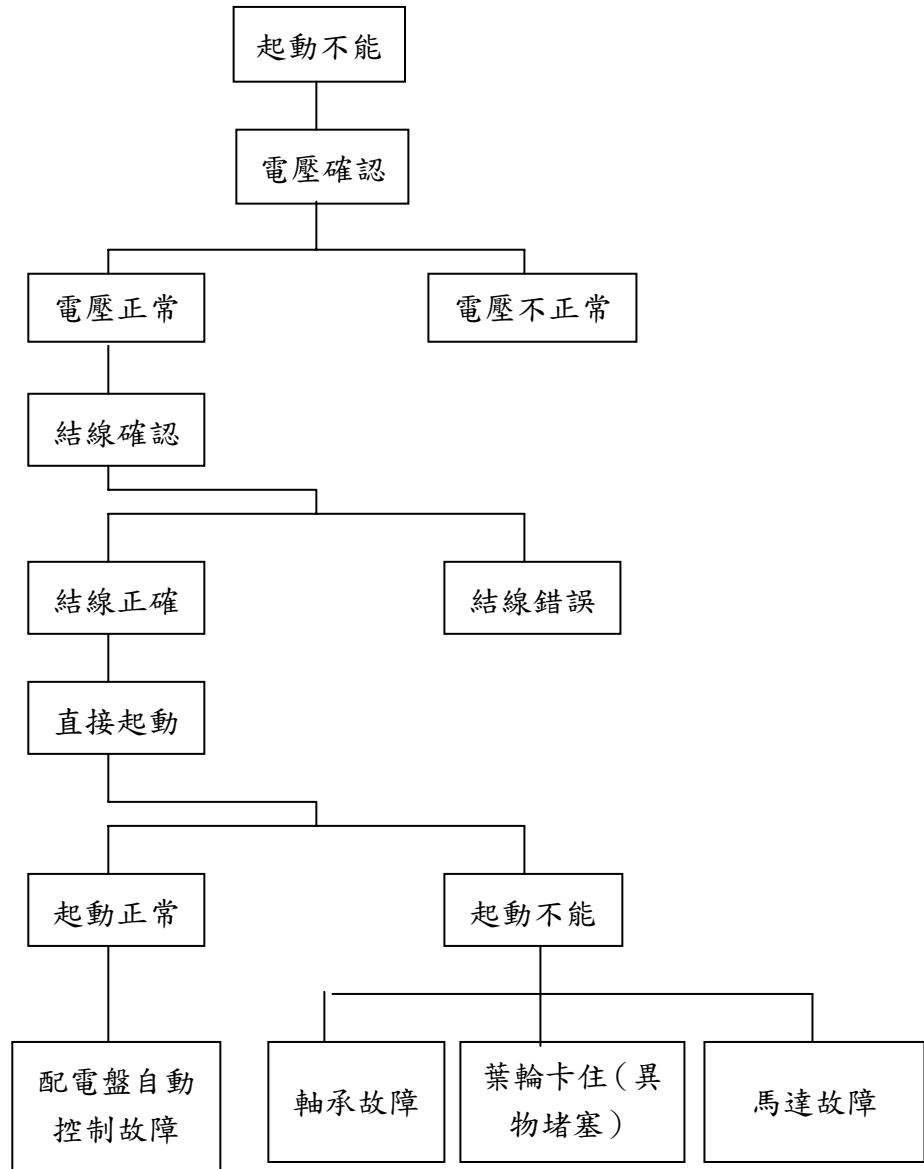 起動不能
電壓確認
電壓正常
電壓不正常
結線確認
結線正確
結線錯誤
直接起動
起動正常
起動不能
配電盤自動
控制故障
軸承故障
葉輪卡住(異
物堵塞)
馬達故障